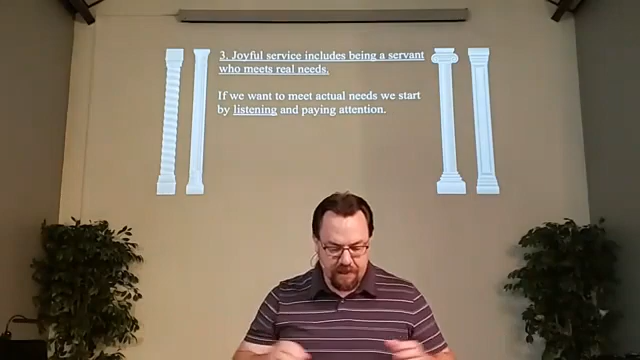 3. Joyful service includes being a servant
who meets real needs.
If we want to meet actual needs we start
by listening and paying attention.